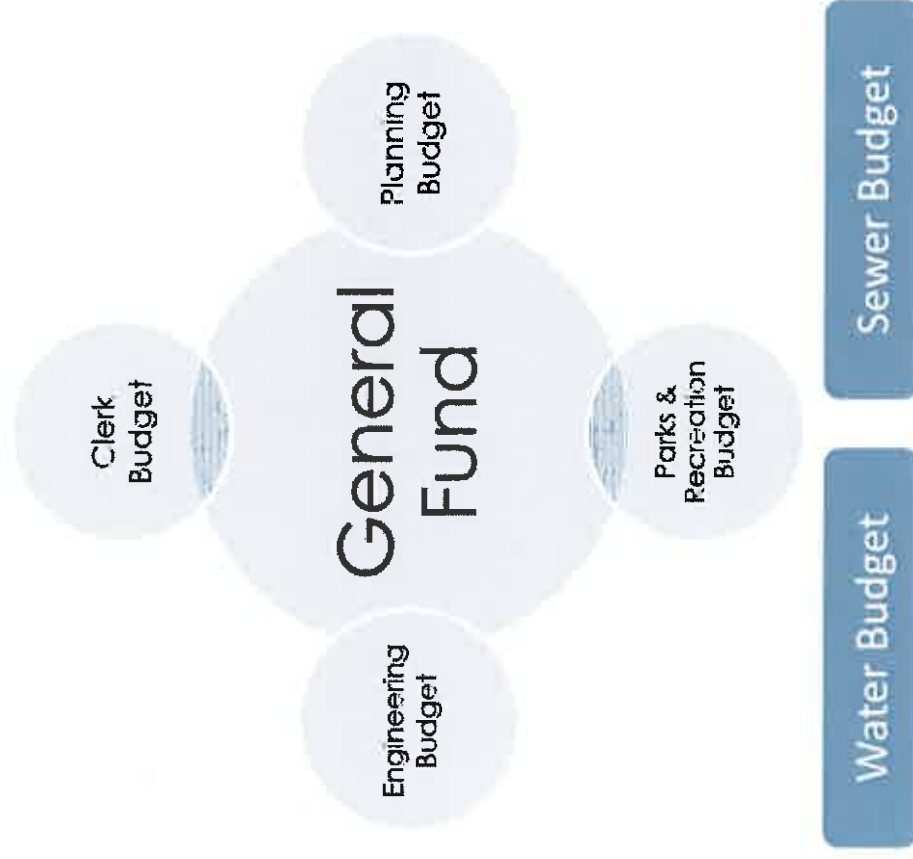 Clerk
Budget
Engineering
Budget
General
Fund
Planning
Budget
Parks &
Recreation
Budget
Water Budget
Sewer Budget